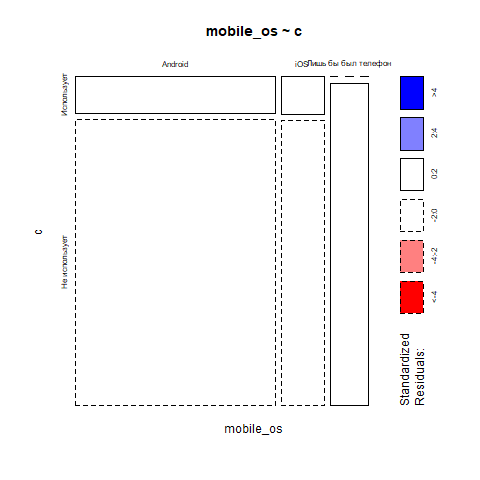 mobile_os ~ c
Android
iOS
Лишь бы был телефон
Использует
Не использует
c
mobile_os
>4
2:4
0:2
-2:0
-4:-2
<-4
Standardized
Residuals: